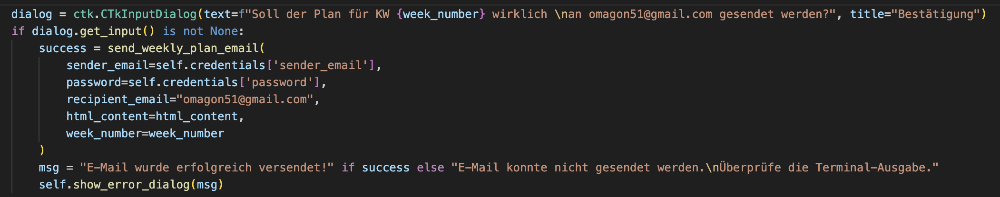 dialog = ctk.CTkInputDialog(text=f"Soll der Plan für KW {week_number} wirklich \nan omagon51@gmail.com gesendet werden?", title="Bestätigung")
if dialog.get_input() is not None:
    success = send_weekly_plan_email(
        sender_email=self.credentials['sender_email'],
        password=self.credentials['password'],
        recipient_email="omagon51@gmail.com",
        html_content=html_content,
        week_number=week_number
    )
    msg = "E-Mail wurde erfolgreich versendet!" if success else "E-Mail konnte nicht gesendet werden.\nÜberprüfe die Terminal-Ausgabe."
    self.show_error_dialog(msg)